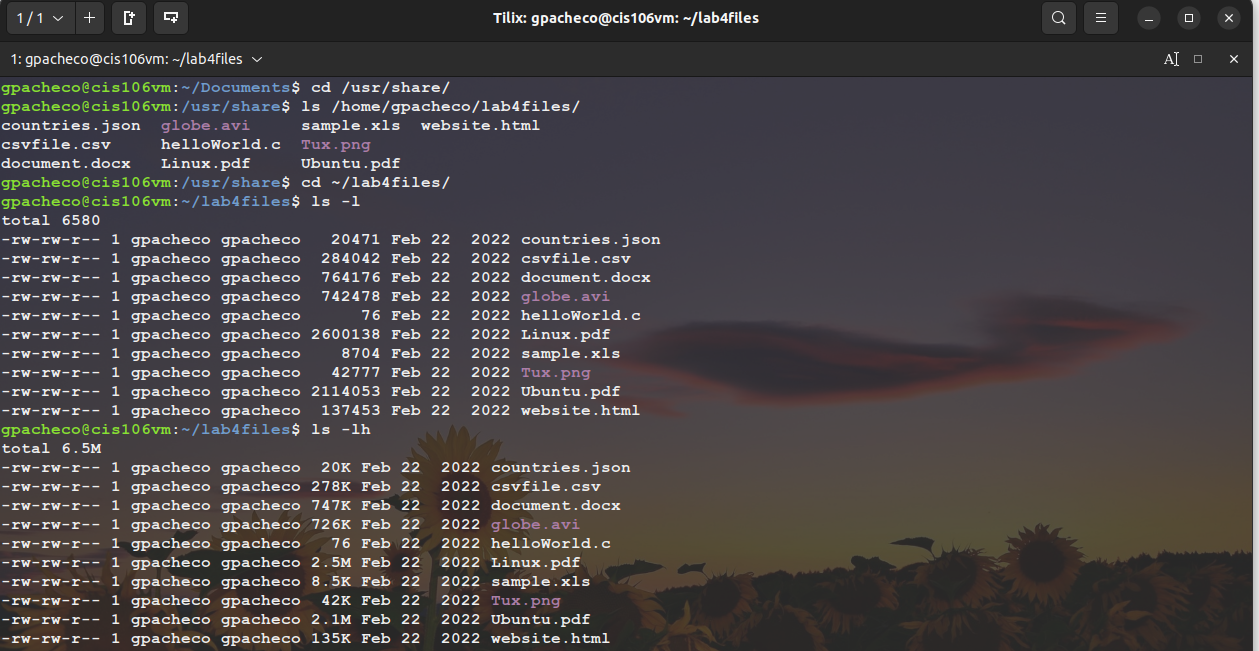 1 / 1
Tilix: gpacheco@cis106vm: ~/lab4files
1: gpacheco@cis106vm: ~/lab4files
gpacheco@cis106vm:~/Documents$ cd /usr/share/
gpacheco@cis106vm:/usr/share$ ls /home/gpacheco/lab4files/
countries.json  globe.avi     sample.xls  website.html
csvfile.csv     helloWorld.c  Tux.png
document.docx   Linux.pdf     Ubuntu.pdf
gpacheco@cis106vm:/usr/share$ cd ~/lab4files/
gpacheco@cis106vm:~/lab4files$ ls -l
total 6580
-rw-rw-r-- 1 gpacheco gpacheco   20471 Feb 22  2022 countries.json
-rw-rw-r-- 1 gpacheco gpacheco  284042 Feb 22  2022 csvfile.csv
-rw-rw-r-- 1 gpacheco gpacheco  764176 Feb 22  2022 document.docx
-rw-rw-r-- 1 gpacheco gpacheco  742478 Feb 22  2022 globe.avi
-rw-rw-r-- 1 gpacheco gpacheco      76 Feb 22  2022 helloWorld.c
-rw-rw-r-- 1 gpacheco gpacheco 2600138 Feb 22  2022 Linux.pdf
-rw-rw-r-- 1 gpacheco gpacheco    8704 Feb 22  2022 sample.xls
-rw-rw-r-- 1 gpacheco gpacheco   42777 Feb 22  2022 Tux.png
-rw-rw-r-- 1 gpacheco gpacheco 2114053 Feb 22  2022 Ubuntu.pdf
-rw-rw-r-- 1 gpacheco gpacheco  137453 Feb 22  2022 website.html
gpacheco@cis106vm:~/lab4files$ ls -lh
total 6.5M
-rw-rw-r-- 1 gpacheco gpacheco  20K Feb 22  2022 countries.json
-rw-rw-r-- 1 gpacheco gpacheco 278K Feb 22  2022 csvfile.csv
-rw-rw-r-- 1 gpacheco gpacheco 747K Feb 22  2022 document.docx
-rw-rw-r-- 1 gpacheco gpacheco 726K Feb 22  2022 globe.avi
-rw-rw-r-- 1 gpacheco gpacheco   76 Feb 22  2022 helloWorld.c
-rw-rw-r-- 1 gpacheco gpacheco 2.5M Feb 22  2022 Linux.pdf
-rw-rw-r-- 1 gpacheco gpacheco 8.5K Feb 22  2022 sample.xls
-rw-rw-r-- 1 gpacheco gpacheco  42K Feb 22  2022 Tux.png
-rw-rw-r-- 1 gpacheco gpacheco 2.1M Feb 22  2022 Ubuntu.pdf
-rw-rw-r-- 1 gpacheco gpacheco 135K Feb 22  2022 website.html